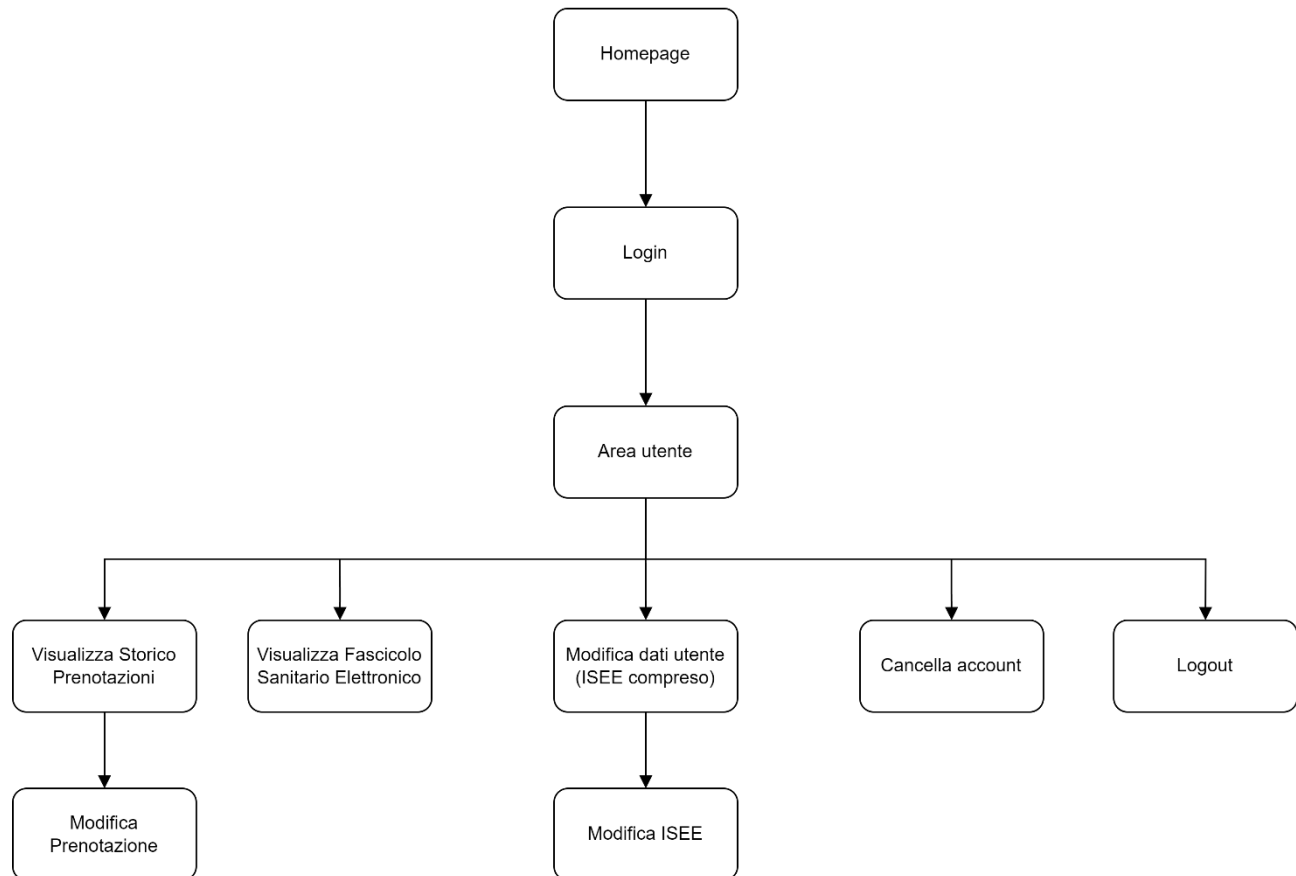 Homepage
Login
Area utente
Visualizza Storico
Prenotazioni
Visualizza Fascicolo
Sanitario Elettronico
Modifica dati utente
(ISEE compreso)
Cancella account
Logout
Modifica
Prenotazione
Modifica ISEE